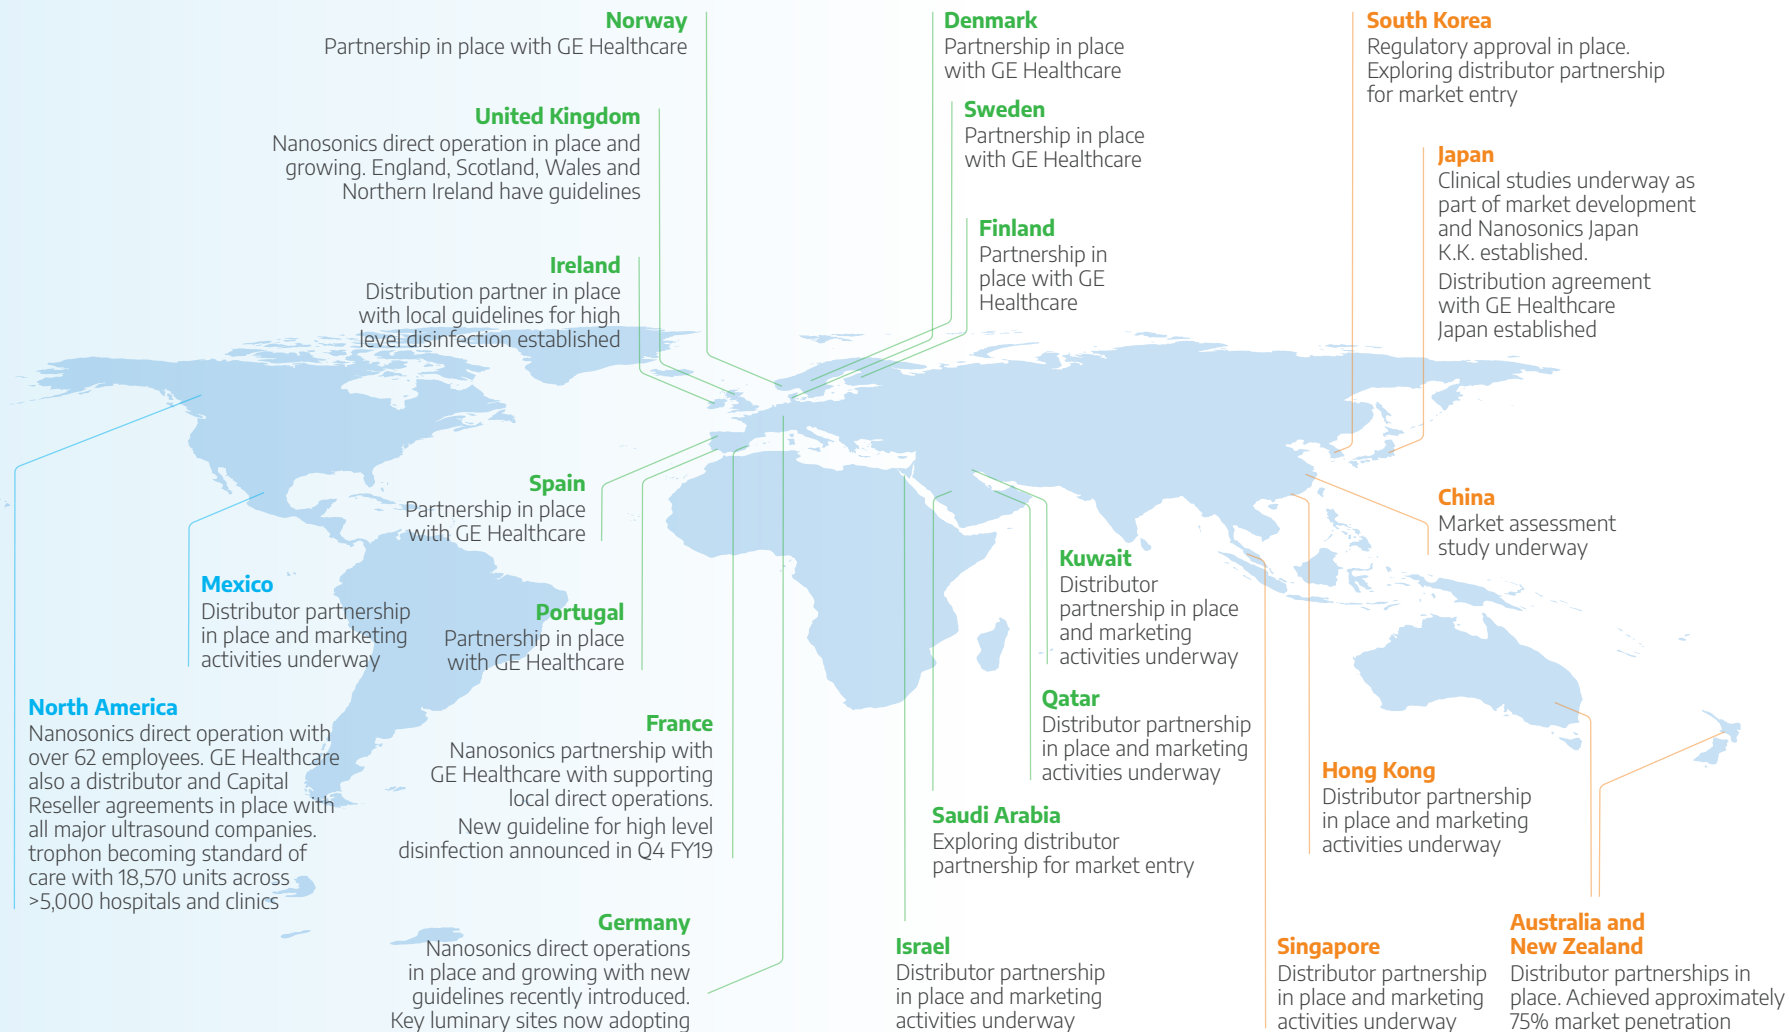 Norway
Partnership in place with GE Healthcare
United Kingdom
Nanosonics direct operation in place and
growing. England, Scotland, Wales and
Northern Ireland have guidelines
Ireland
Distribution partner in place
with local guidelines for high
level disinfection established
Spain
Partnership in place
with GE Healthcare
Mexico
Distributor partnership
in place and marketing
activities underway
Portugal
Partnership in place
with GE Healthcare
North America
Nanosonics direct operation with
over 62 employees. GE Healthcare
also a distributor and Capital
Reseller agreements in place with
all major ultrasound companies.
trophon becoming standard of
care with 18,570 units across
>5,000 hospitals and clinics
France
Nanosonics partnership with
GE Healthcare with supporting
local direct operations.
New guideline for high level
disinfection announced in Q4 FY19
Germany
Nanosonics direct operations
in place and growing with new
guidelines recently introduced.
Key luminary sites now adopting
Denmark
Partnership in place
with GE Healthcare
Sweden
Partnership in place
with GE Healthcare
Finland
Partnership in
place with GE
Healthcare
Kuwait
Distributor
partnership in place
and marketing
activities underway
Qatar
Distributor partnership
in place and marketing
activities underway
Saudi Arabia
Exploring distributor
partnership for market entry
Israel
Distributor partnership
in place and marketing
activities underway
South Korea
Regulatory approval in place.
Exploring distributor partnership
for market entry
Japan
Clinical studies underway as
part of market development
and Nanosonics Japan
K.K. established.
Distribution agreement
with GE Healthcare
Japan established
China
Market assessment
study underway
Hong Kong
Distributor partnership
in place and marketing
activities underway
Singapore
Distributor partnership
in place and marketing
activities underway
Australia and
New Zealand
Distributor partnerships in
place. Achieved approximately
75% market penetration